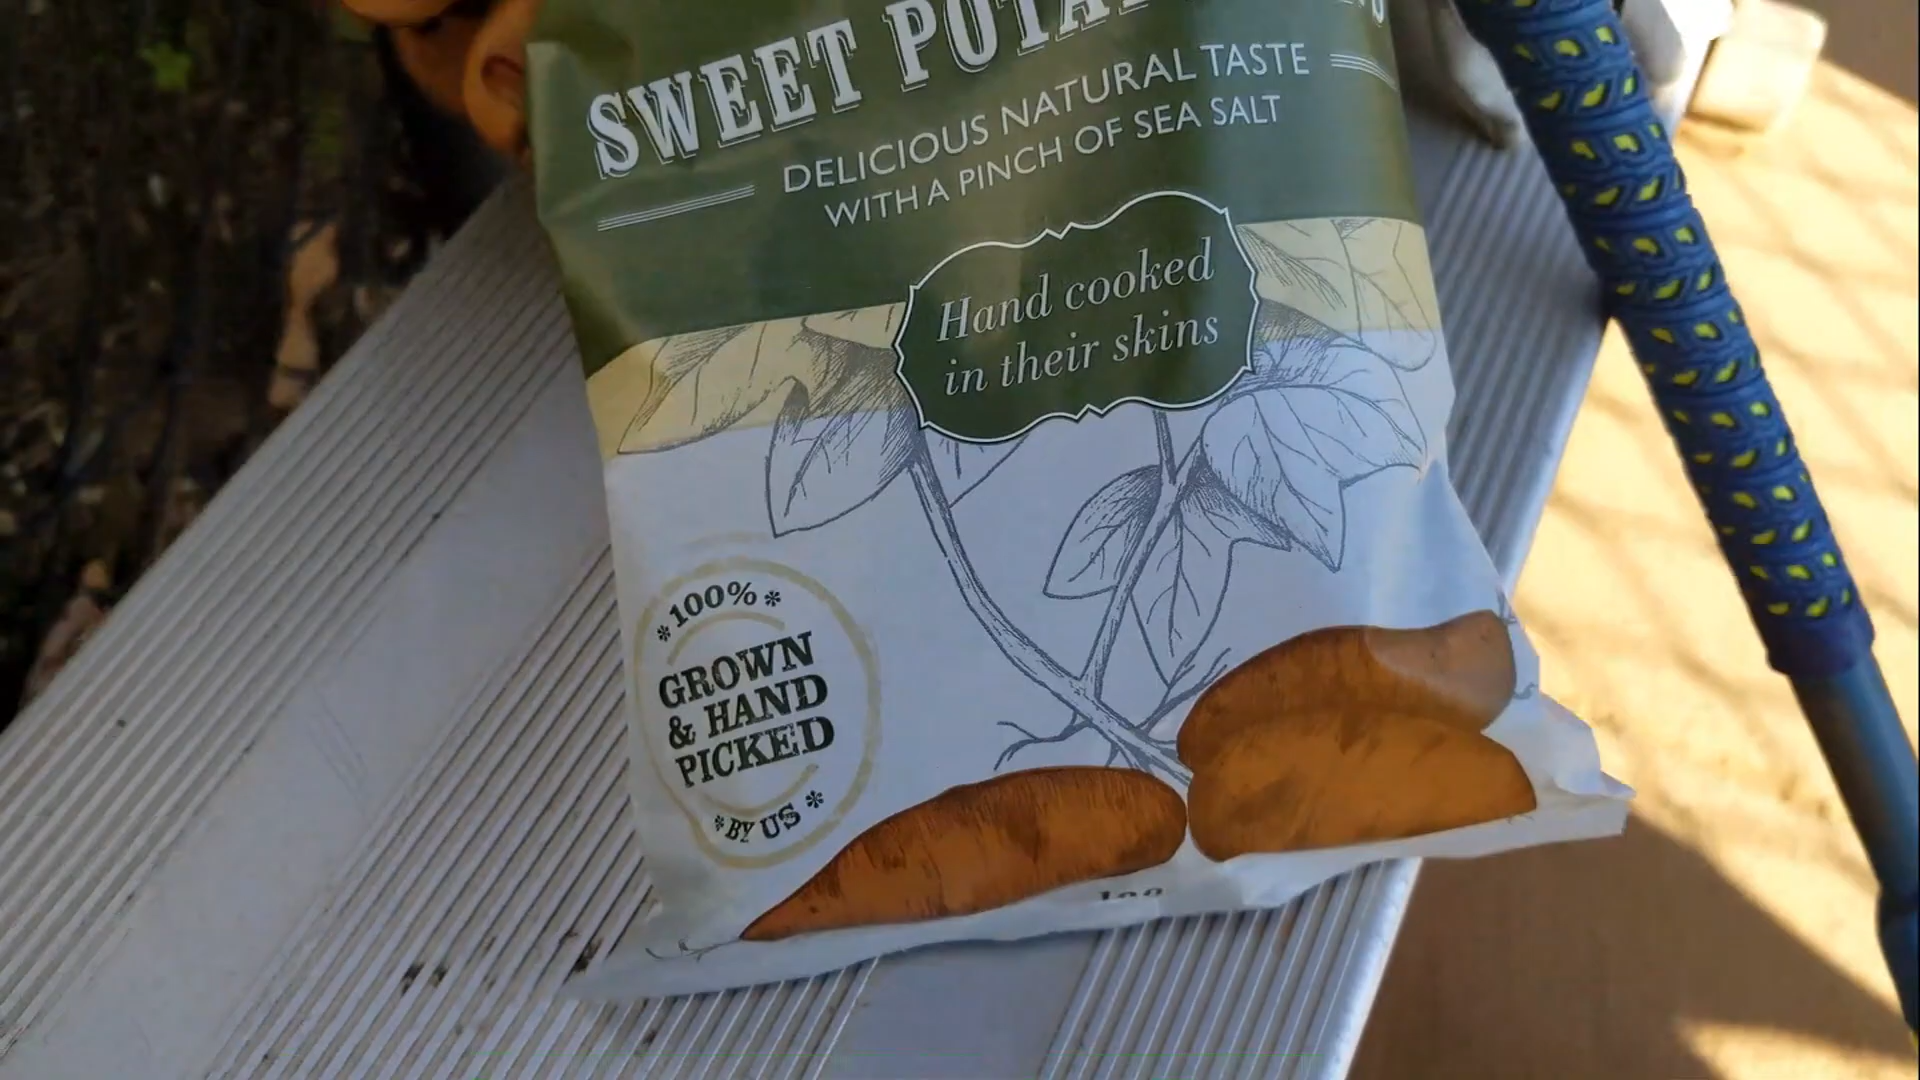 SWEET
DELICIOUS NATURAL TASTE
WITH A PINCH OF SEA SALT
Hand cooked
in their skins
*100%*
GROWN
& HAND
PICKED
*BY US*